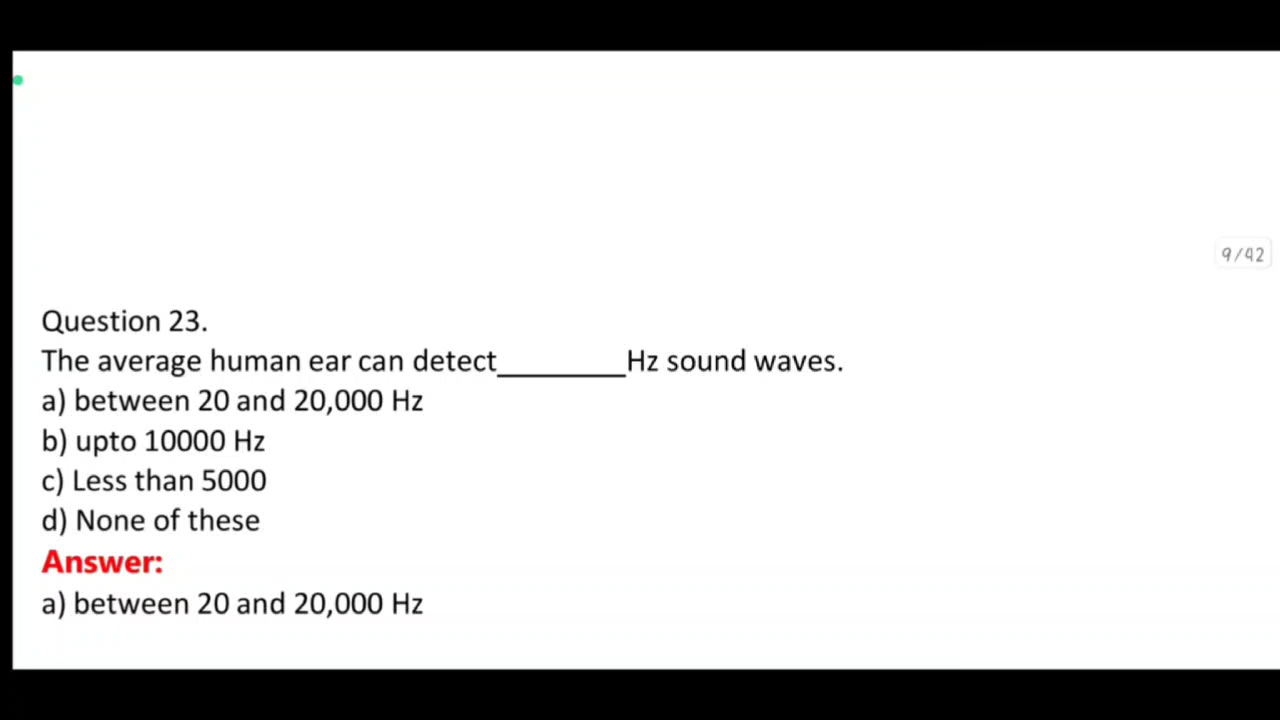 9/42
Question 23.
The average human ear can detect________Hz sound waves.
a) between 20 and 20,000 Hz
b) upto 10000 Hz
c) Less than 5000
d) None of these
Answer:
a) between 20 and 20,000 Hz